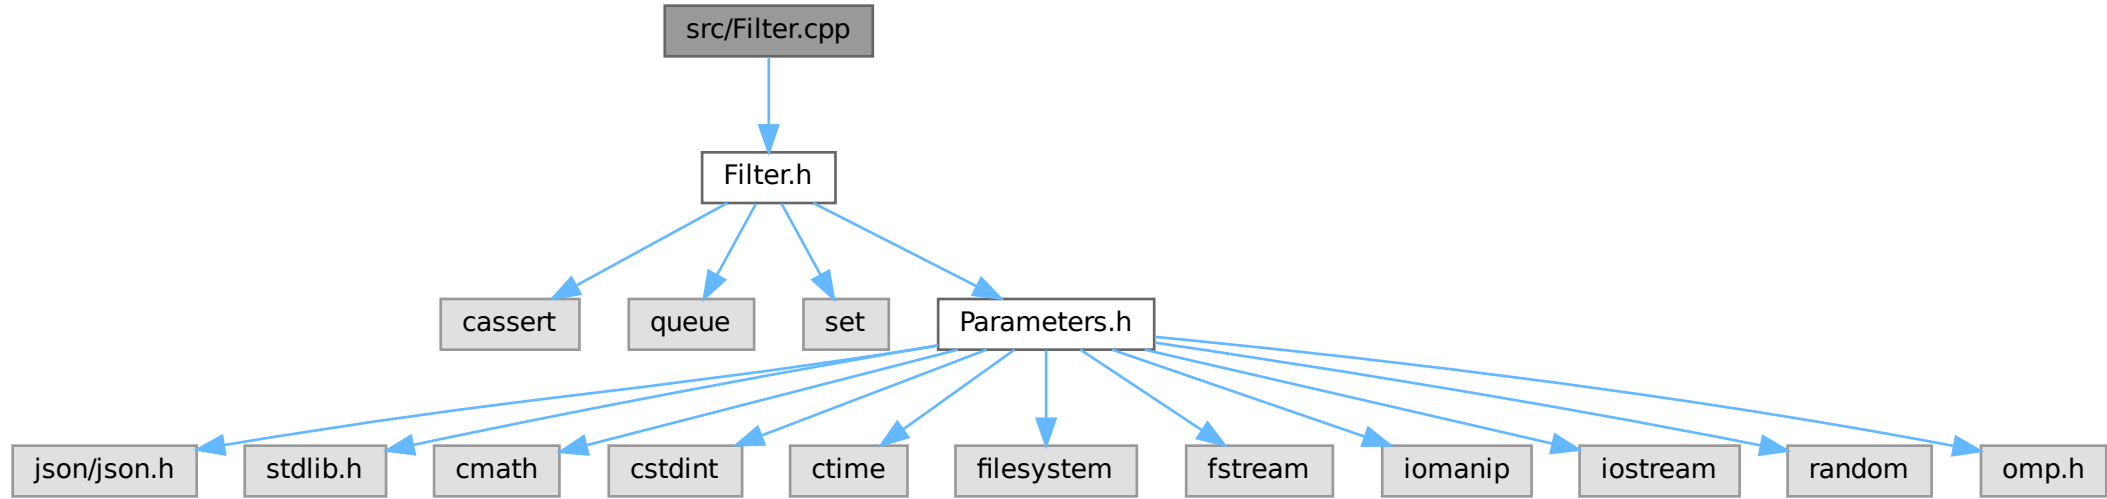 src/Filter.cpp
Filter.h
cassert
queue
set
Parameters.h
json/json.h
stdlib.h
cmath
cstdint
ctime
filesystem
fstream
iomanip
iostream
random
omp.h